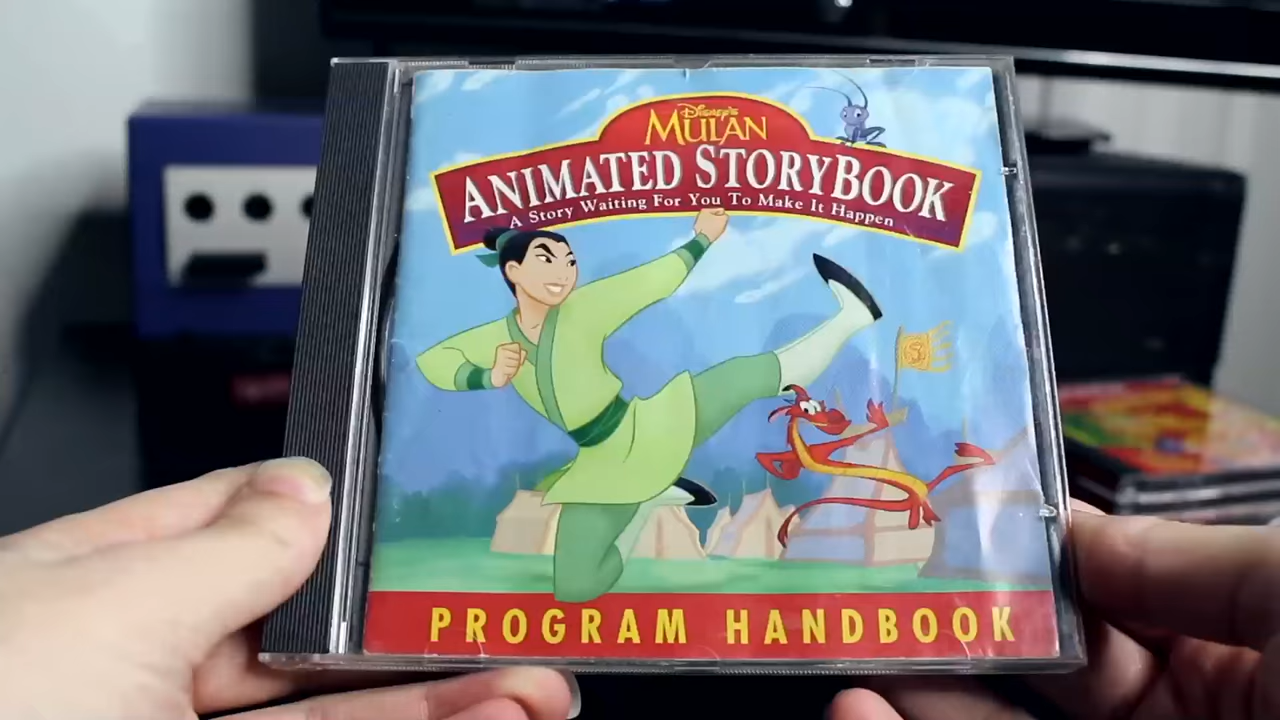 Disney's
MULAN
ANIMATED STORYBOOK
A Story Waiting For You To Make It Happen
PROGRAM HANDBOOK